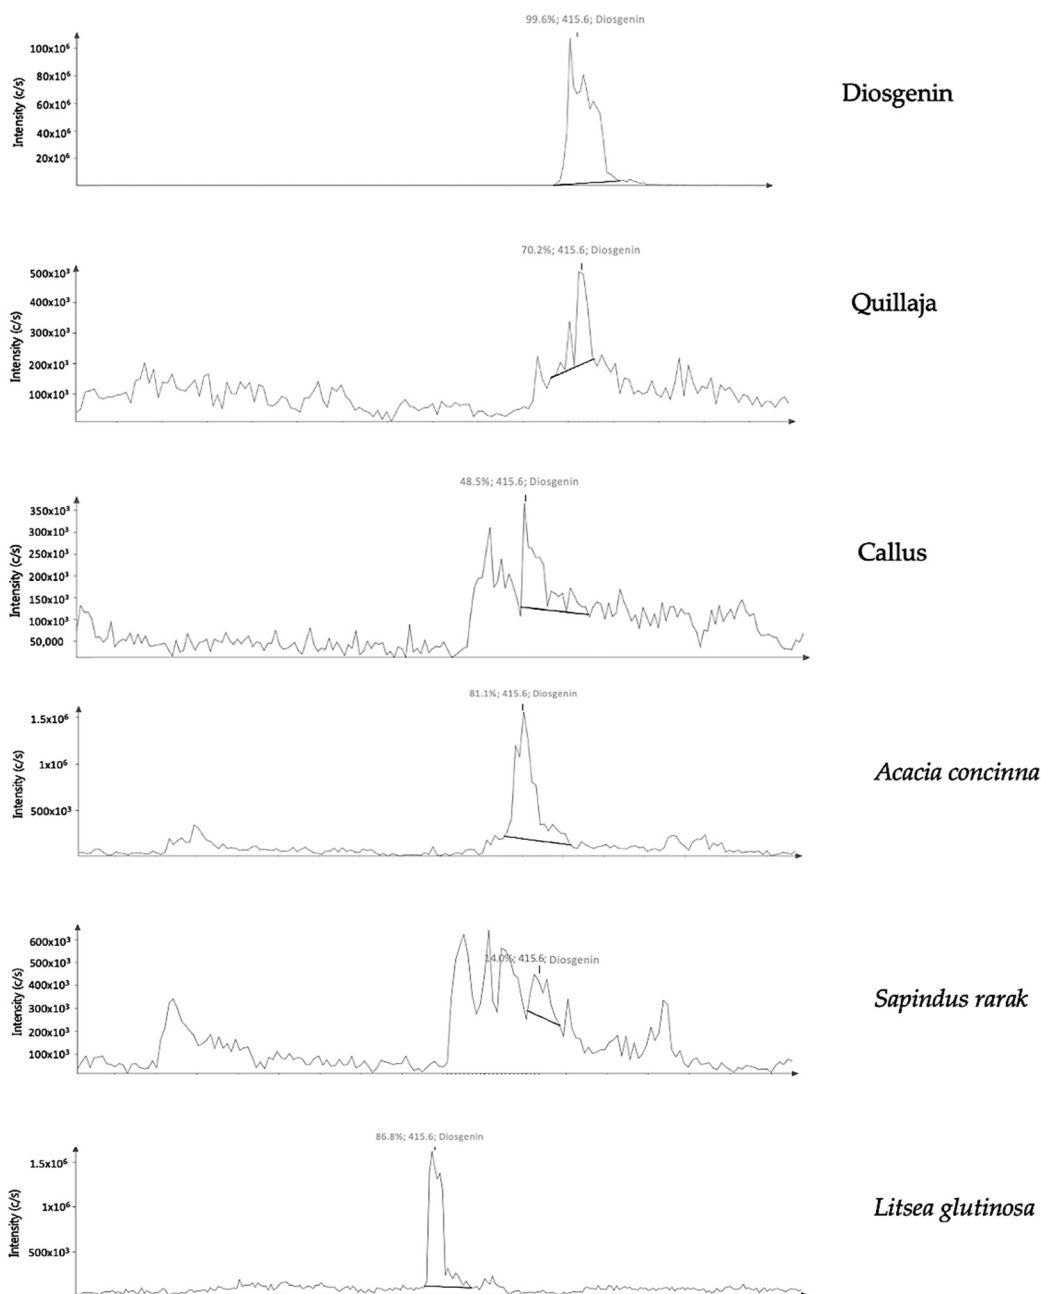 99.6%; 415.6; Diosgenin
Intensity (c/s)
100x10⁶
80x10⁶
60x10⁶
40x10⁶
20x10⁶
Diosgenin
70.2%; 415.6; Diosgenin
Intensity (c/s)
500x10³
400x10³
300x10³
200x10³
100x10³
Quillaja
48.5%; 415.6; Diosgenin
Intensity (c/s)
350x10³
300x10³
250x10³
200x10³
150x10³
100x10³
50,000
Callus
81.1%; 415.6; Diosgenin
Intensity (c/s)
1.5x10⁶
1x10⁶
500x10³
Acacia concinna
14.0%; 415.6; Diosgenin
Intensity (c/s)
600x10³
500x10³
400x10³
300x10³
200x10³
100x10³
Sapindus rarak
86.8%; 415.6; Diosgenin
Intensity (c/s)
1.5x10⁶
1x10⁶
500x10³
Litsea glutinosa